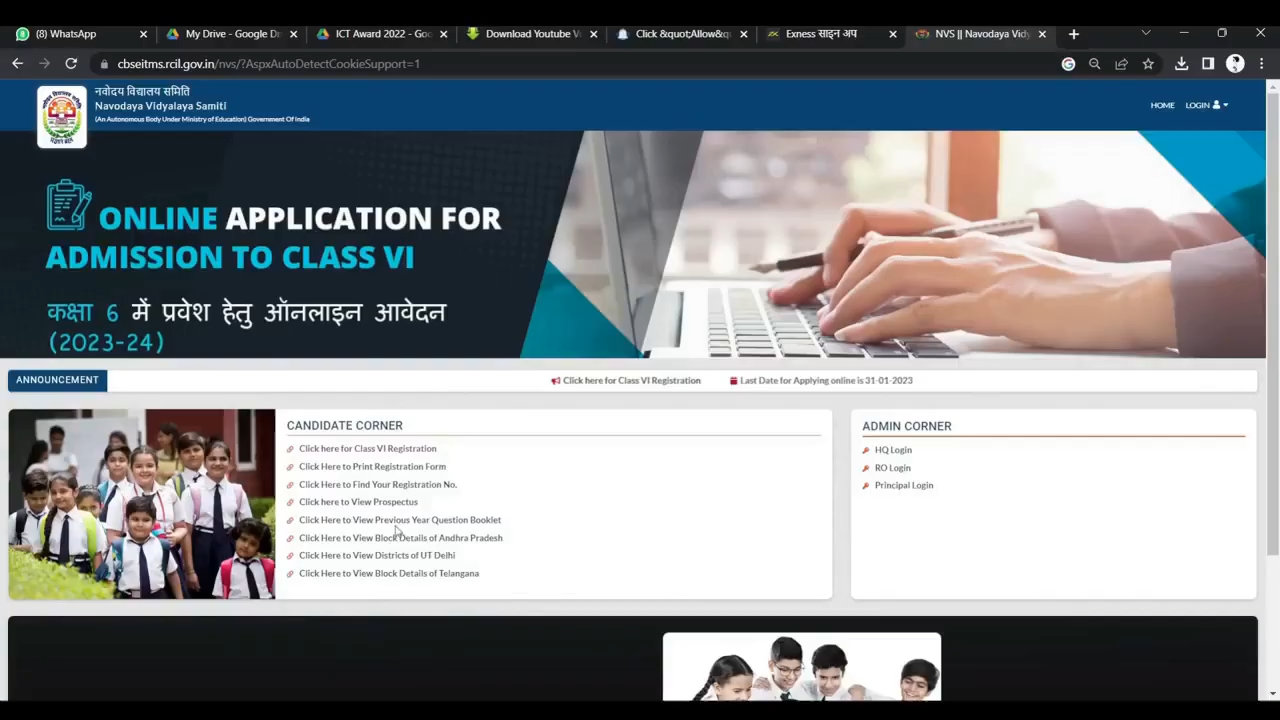 (8) WhatsApp
My Drive - Google Dr
ICT Award 2022 - Goo
Download Youtube V
Click &quot;Allow&qu
Exness साइन अप
NVS || Navodaya Vidy
cbseitms.rcil.gov.in/nvs/?AspxAutoDetectCookieSupport=1
नवोदय विद्यालय समिति
Navodaya Vidyalaya Samiti
(An Autonomous Body Under Ministry of Education) Government Of India
HOME LOGIN
ONLINE APPLICATION FOR
ADMISSION TO CLASS VI
कक्षा 6 में प्रवेश हेतु ऑनलाइन आवेदन
(2023-24)
ANNOUNCEMENT
Click here for Class VI Registration
Last Date for Applying online is 31-01-2023
CANDIDATE CORNER
Click here for Class VI Registration
Click Here to Print Registration Form
Click Here to Find Your Registration No.
Click here to View Prospectus
Click Here to View Previous Year Question Booklet
Click Here to View Block Details of Andhra Pradesh
Click Here to View Districts of UT Delhi
Click Here to View Block Details of Telangana
ADMIN CORNER
HQ Login
RO Login
Principal Login